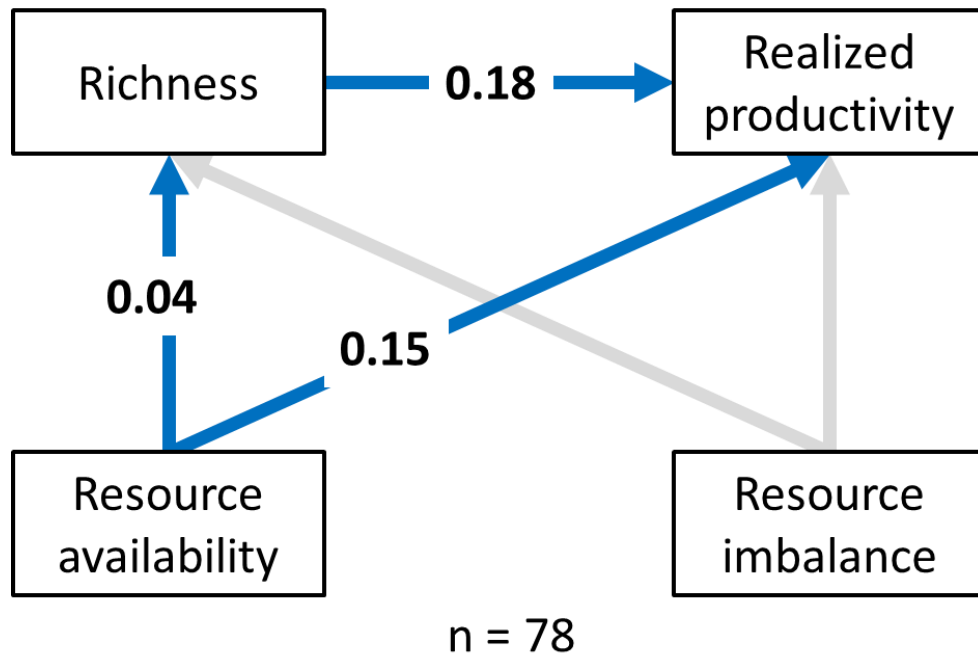 Richness
0.18
Realized
productivity
0.04
0.15
Resource
availability
Resource
imbalance
n = 78